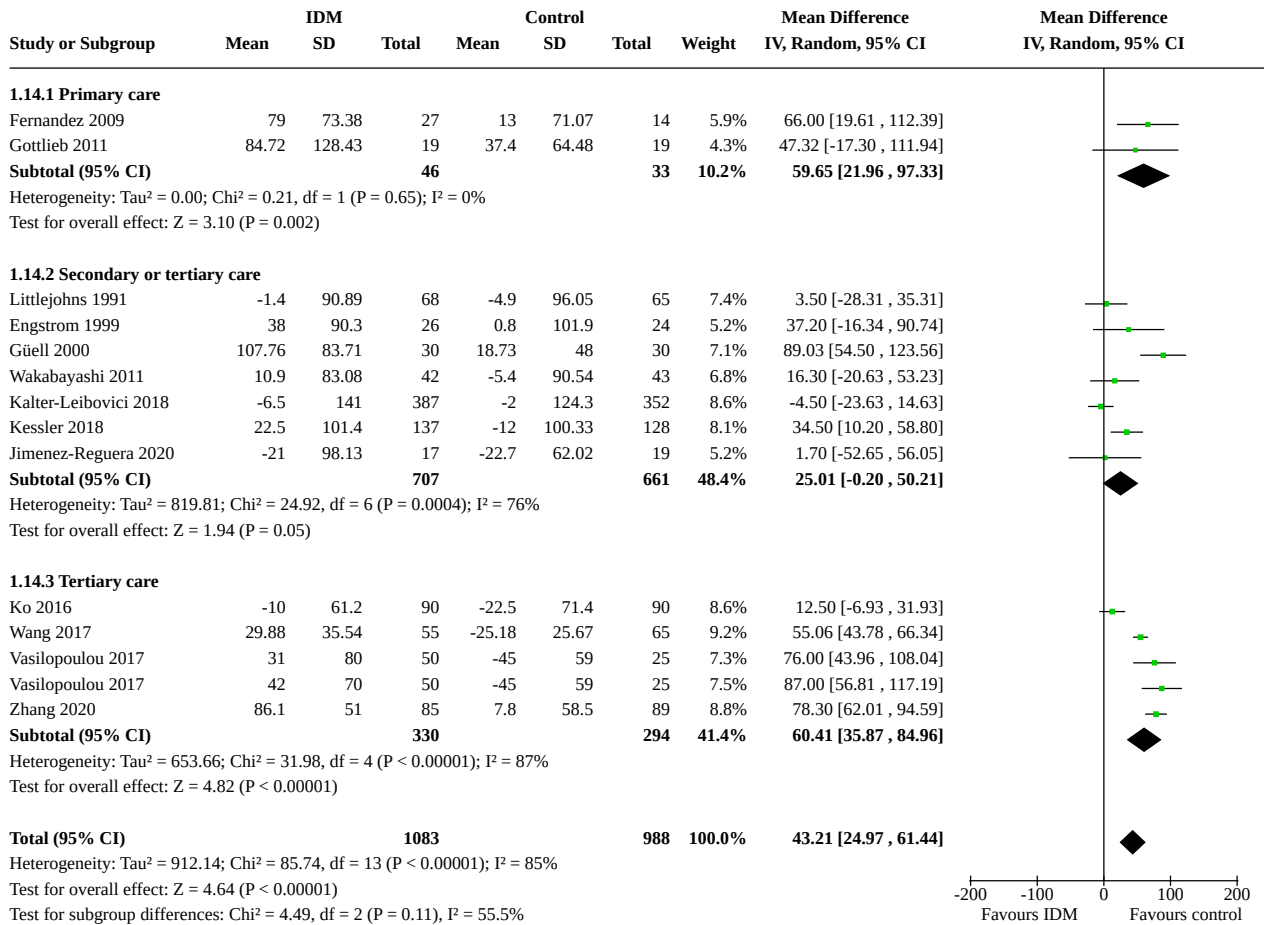 IDM Control Mean Difference Mean Difference
Study or Subgroup Mean SD Total Mean SD Total Weight IV, Random, 95% CI IV, Random, 95% CI
1.14.1 Primary care
Fernandez 2009 79 73.38 27 13 71.07 14 5.9% 66.00 [19.61 , 112.39]
Gottlieb 2011 84.72 128.43 19 37.4 64.48 19 4.3% 47.32 [-17.30 , 111.94]
Subtotal (95% CI) 46 33 10.2% 59.65 [21.96 , 97.33]
Heterogeneity: Tau² = 0.00; Chi² = 0.21, df = 1 (P = 0.65); I² = 0%
Test for overall effect: Z = 3.10 (P = 0.002)
1.14.2 Secondary or tertiary care
Littlejohns 1991 -1.4 90.89 68 -4.9 96.05 65 7.4% 3.50 [-28.31 , 35.31]
Engstrom 1999 38 90.3 26 0.8 101.9 24 5.2% 37.20 [-16.34 , 90.74]
Güell 2000 107.76 83.71 30 18.73 48 30 7.1% 89.03 [54.50 , 123.56]
Wakabayashi 2011 10.9 83.08 42 -5.4 90.54 43 6.8% 16.30 [-20.63 , 53.23]
Kalter-Leibovici 2018 -6.5 141 387 -2 124.3 352 8.6% -4.50 [-23.63 , 14.63]
Kessler 2018 22.5 101.4 137 -12 100.33 128 8.1% 34.50 [10.20 , 58.80]
Jimenez-Reguera 2020 -21 98.13 17 -22.7 62.02 19 5.2% 1.70 [-52.65 , 56.05]
Subtotal (95% CI) 707 661 48.4% 25.01 [-0.20 , 50.21]
Heterogeneity: Tau² = 819.81; Chi² = 24.92, df = 6 (P = 0.0004); I² = 76%
Test for overall effect: Z = 1.94 (P = 0.05)
1.14.3 Tertiary care
Ko 2016 -10 61.2 90 -22.5 71.4 90 8.6% 12.50 [-6.93 , 31.93]
Wang 2017 29.88 35.54 55 -25.18 25.67 65 9.2% 55.06 [43.78 , 66.34]
Vasilopoulou 2017 31 80 50 -45 59 25 7.3% 76.00 [43.96 , 108.04]
Vasilopoulou 2017 42 70 50 -45 59 25 7.5% 87.00 [56.81 , 117.19]
Zhang 2020 86.1 51 85 7.8 58.5 89 8.8% 78.30 [62.01 , 94.59]
Subtotal (95% CI) 330 294 41.4% 60.41 [35.87 , 84.96]
Heterogeneity: Tau² = 653.66; Chi² = 31.98, df = 4 (P < 0.00001); I² = 87%
Test for overall effect: Z = 4.82 (P < 0.00001)
Total (95% CI) 1083 988 100.0% 43.21 [24.97 , 61.44]
Heterogeneity: Tau² = 912.14; Chi² = 85.74, df = 13 (P < 0.00001); I² = 85%
Test for overall effect: Z = 4.64 (P < 0.00001)
Test for subgroup differences: Chi² = 4.49, df = 2 (P = 0.11), I² = 55.5%
-200 -100 0 100 200
Favours IDM Favours control